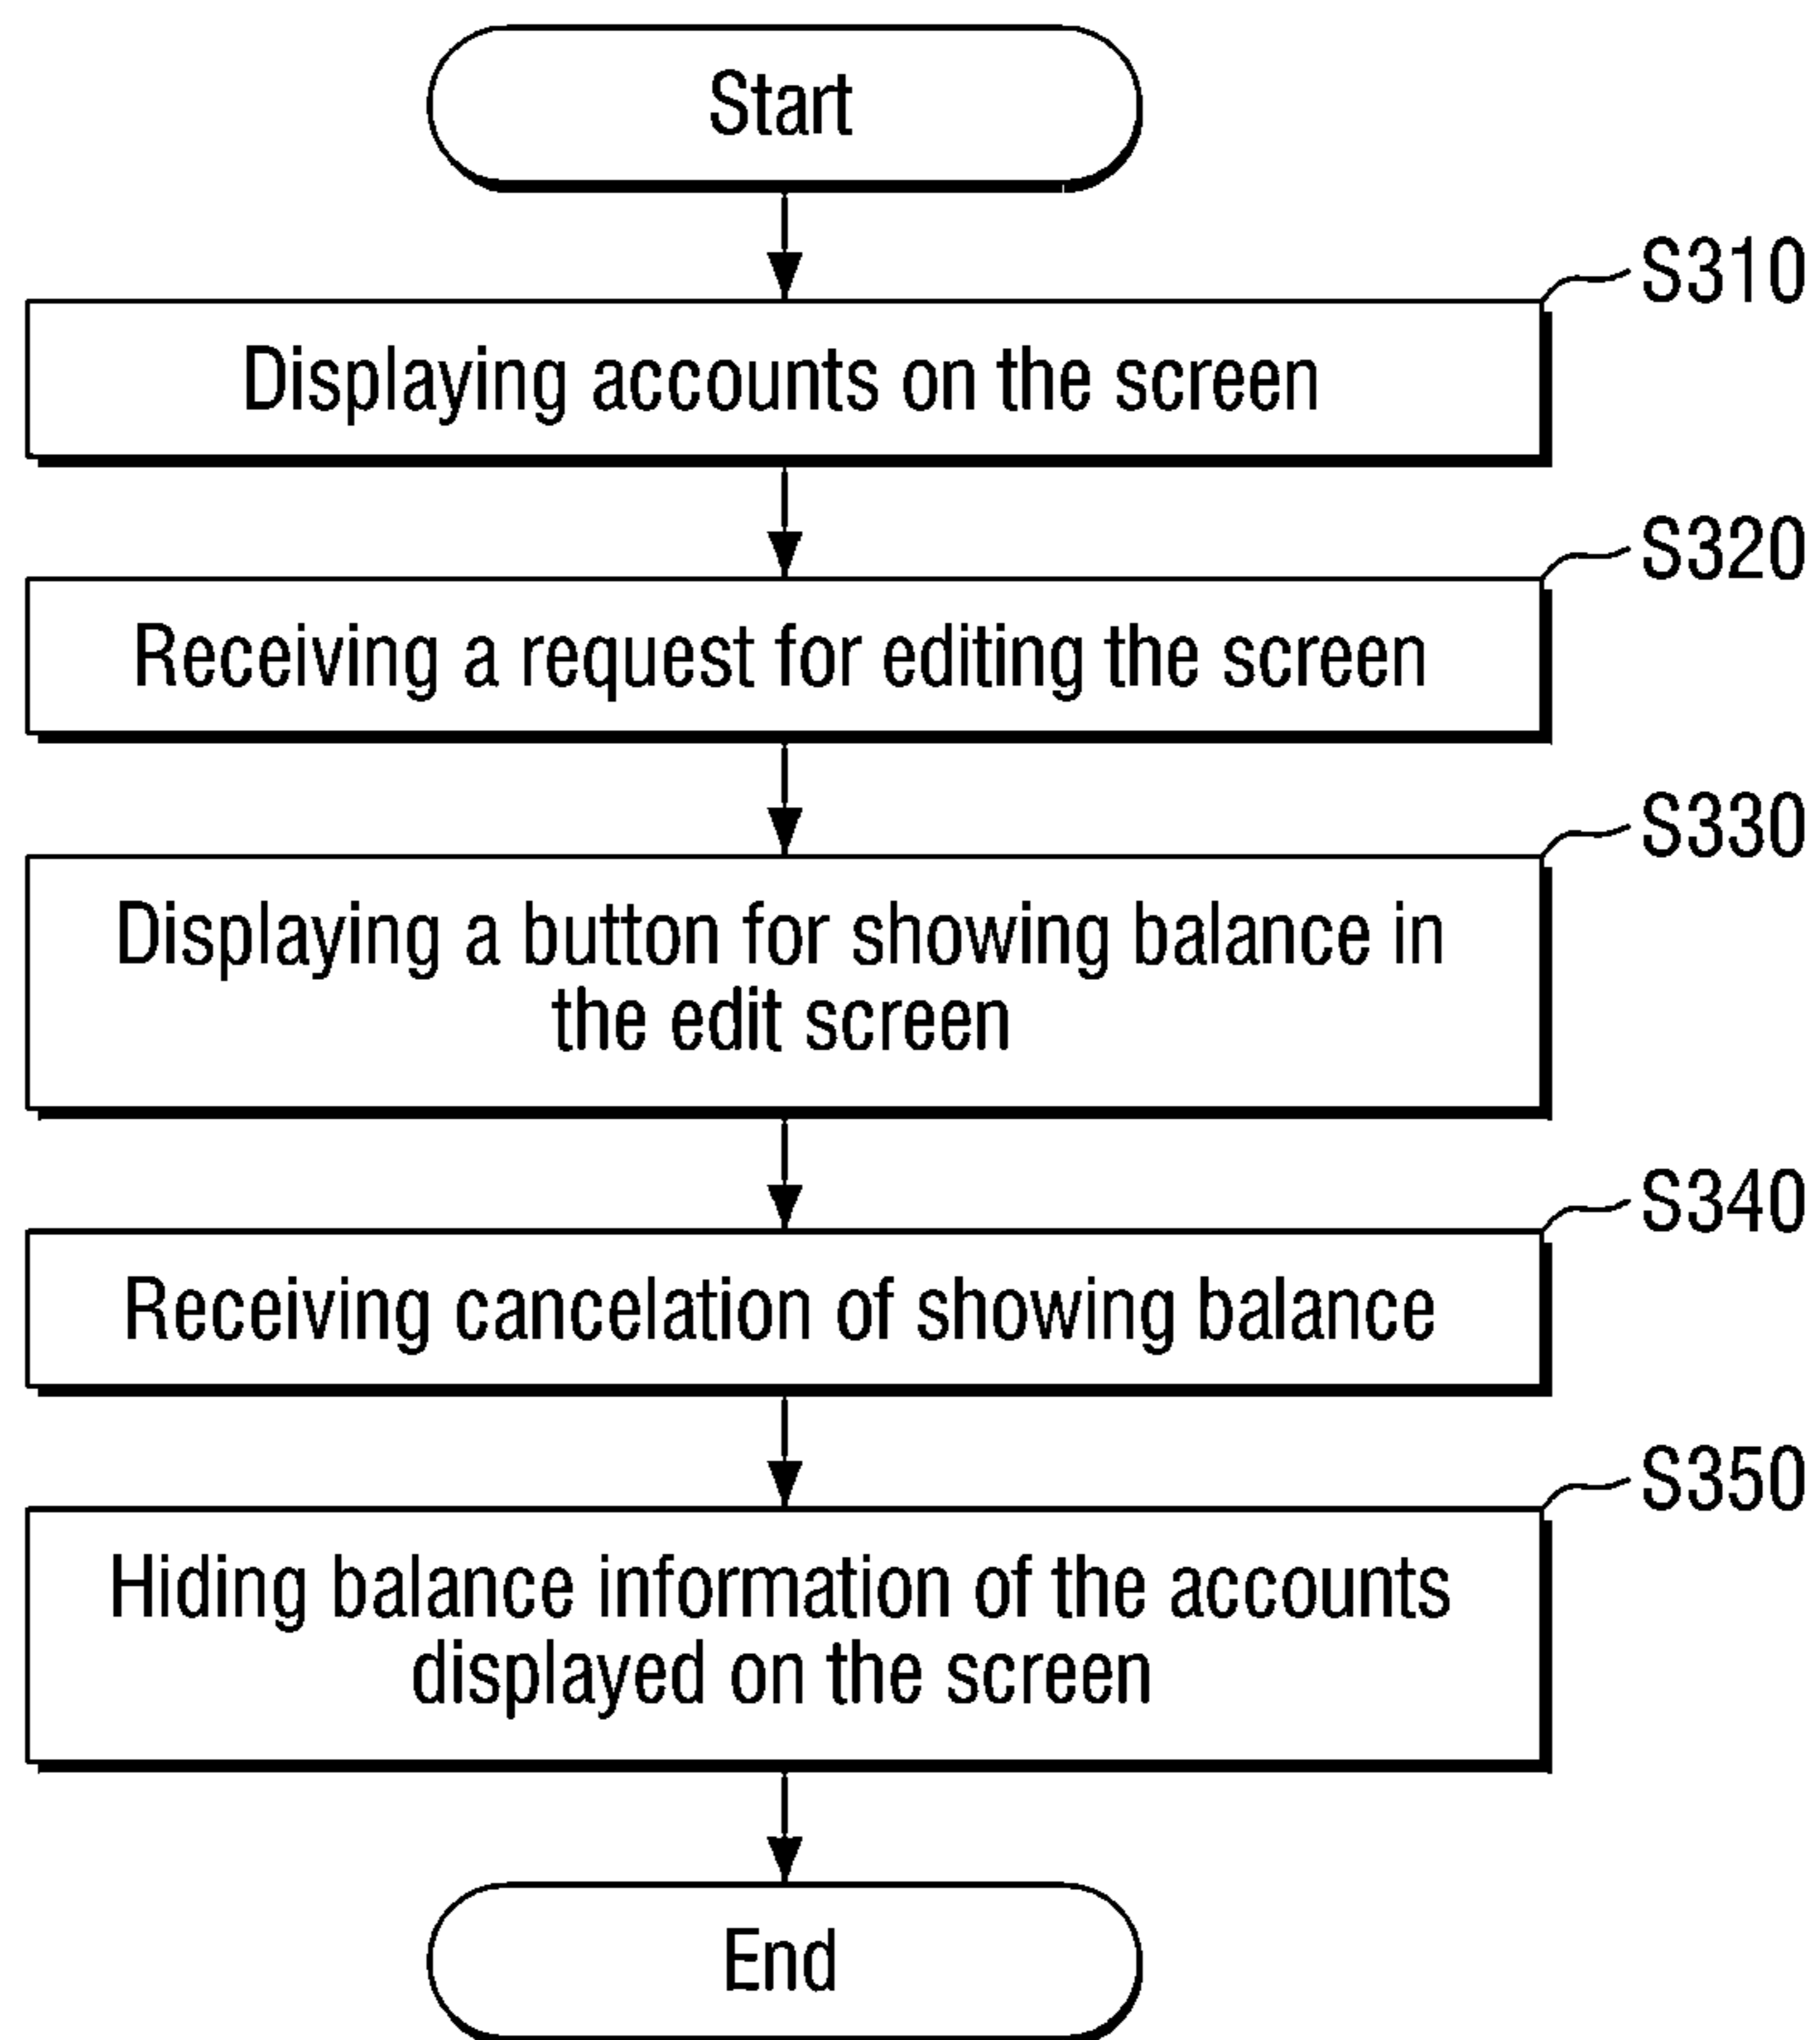 Start
S310
Displaying accounts on the screen
S320
Receiving a request for editing the screen
S330
Displaying a button for showing balance in
the edit screen
S340
Receiving cancelation of showing balance
S350
Hiding balance information of the accounts
displayed on the screen
End